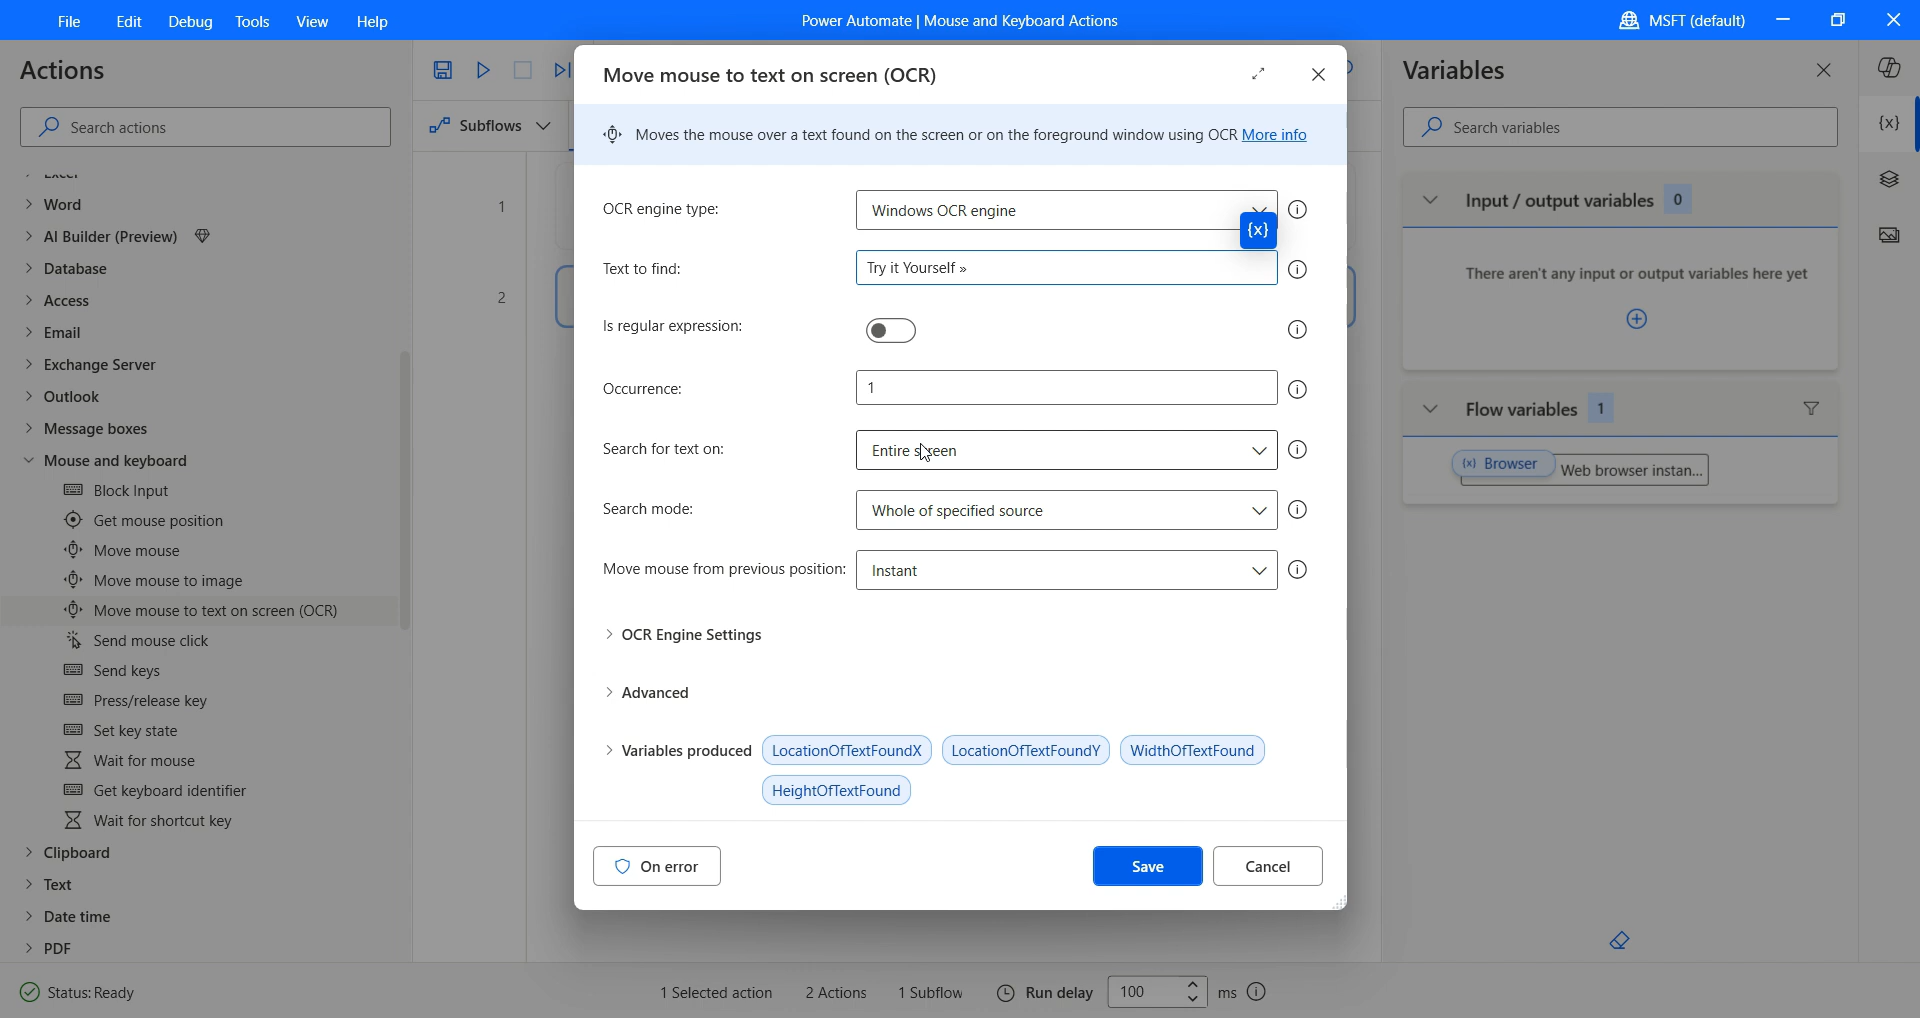 File Edit Debug Tools View Help
Power Automate | Mouse and Keyboard Actions
MSFT (default)
Actions
Search actions
Excel
Word
AI Builder (Preview)
Database
Access
Email
Exchange Server
Outlook
Message boxes
Mouse and keyboard
Block Input
Get mouse position
Move mouse
Move mouse to image
Move mouse to text on screen (OCR)
Send mouse click
Send keys
Press/release key
Set key state
Wait for mouse
Get keyboard identifier
Wait for shortcut key
Clipboard
Text
Date time
PDF
Subflows
1
2
Move mouse to text on screen (OCR)
Moves the mouse over a text found on the screen or on the foreground window using OCR More info
OCR engine type: Windows OCR engine
{x}
Text to find: Try it Yourself »
Is regular expression:
Occurrence: 1
Search for text on: Entire screen
Search mode: Whole of specified source
Move mouse from previous position: Instant
OCR Engine Settings
Advanced
Variables produced LocationOfTextFoundX LocationOfTextFoundY WidthOfTextFound
HeightOfTextFound
On error Save Cancel
Variables
Search variables
{x}
Input / output variables 0
There aren't any input or output variables here yet
Flow variables 1
(x) Browser Web browser instan...
Status: Ready 1 Selected action 2 Actions 1 Subflow Run delay 100 ms